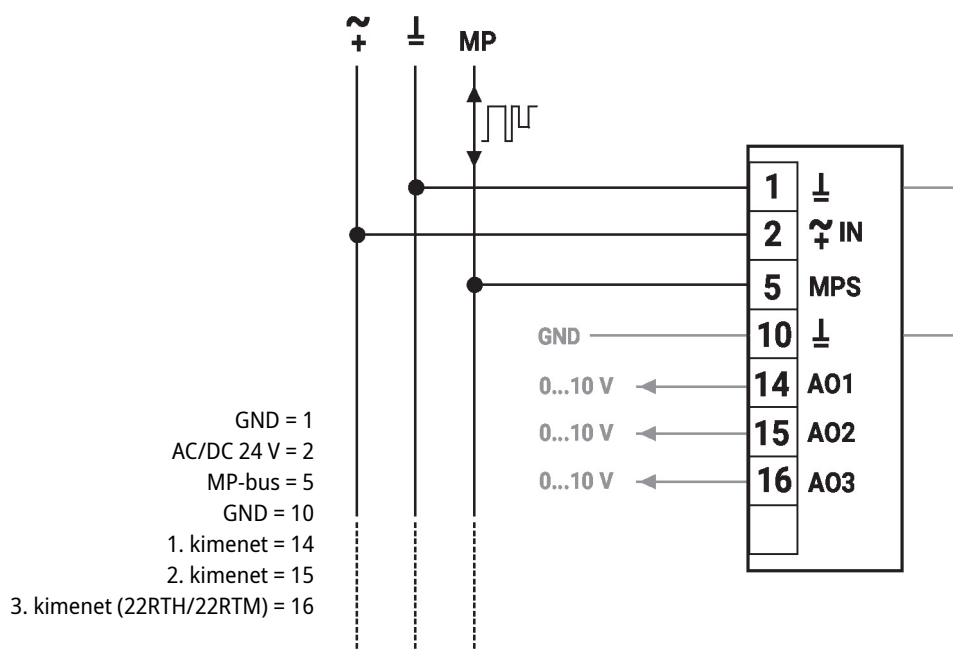 ~
+
⊥
MP
1 ⊥
2 ~ IN
+
5 MPS
GND 10 ⊥
0...10 V 14 AO1
0...10 V 15 AO2
0...10 V 16 AO3
GND = 1
AC/DC 24 V = 2
MP-bus = 5
GND = 10
1. kimenet = 14
2. kimenet = 15
3. kimenet (22RTH/22RTM) = 16